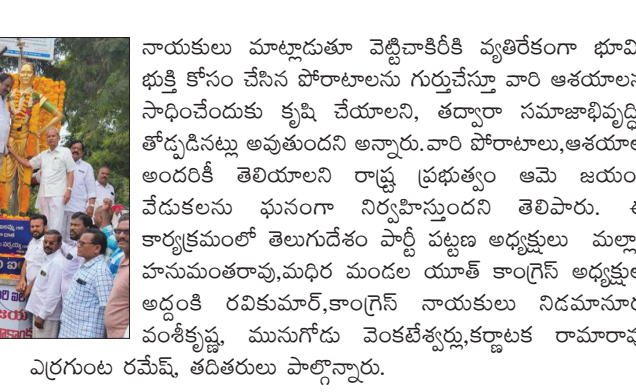 నాయకులు మాట్లాడుతూ వెట్టిచాకిరీకి వ్యతిరేకంగా భూమి
భుక్తి కోసం చేసిన పోరాటాలను గుర్తుచేస్తూ వారి ఆశయాలన
సాధించేందుకు కృషి చేయాలని, తద్వారా సమాజాభివృద్ధి
తోడ్పడినట్లు అవుతుందని అన్నారు.వారి పోరాటాలు,ఆశయాల
అందరికీ తెలియాలని రాష్ట్ర ప్రభుత్వం ఆమె జయం
వేడుకలను ఘనంగా నిర్వహిస్తుందని తెలిపారు. ఈ
కార్యక్రమంలో తెలుగుదేశం పార్టీ పట్టణ అధ్యక్షులు మల్లా
హనుమంతరావు,మధిర మండల యూత్ కాంగ్రెస్ అధ్యక్షుల
అద్దంకి రవికుమార్,కాంగ్రెస్ నాయకులు నిడమానూర
వంశీకృష్ణ, మునుగోడు వెంకటేశ్వర్లు,కర్ణాటక రామారావు
ఎర్రగుంట రమేష్, తదితరులు పాల్గొన్నారు.